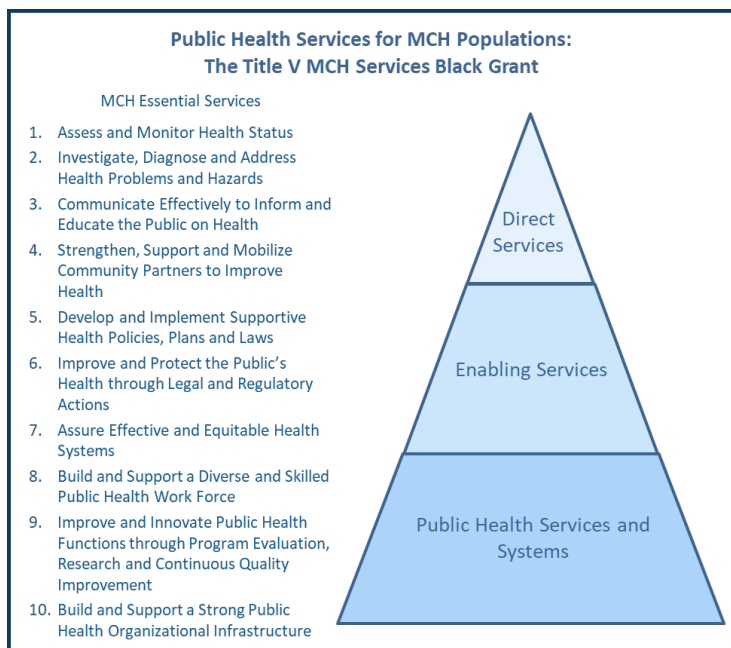 Public Health Services for MCH Populations:
The Title V MCH Services Black Grant
MCH Essential Services
1. Assess and Monitor Health Status
2. Investigate, Diagnose and Address
Health Problems and Hazards
3. Communicate Effectively to Inform and
Educate the Public on Health
4. Strengthen, Support and Mobilize
Community Partners to Improve
Health
5. Develop and Implement Supportive
Health Policies, Plans and Laws
6. Improve and Protect the Public's
Health through Legal and Regulatory
Actions
7. Assure Effective and Equitable Health
Systems
8. Build and Support a Diverse and Skilled
Public Health Work Force
9. Improve and Innovate Public Health
Functions through Program Evaluation,
Research and Continuous Quality
Improvement
10. Build and Support a Strong Public
Health Organizational Infrastructure
Direct
Services
Enabling Services
Public Health Services and
Systems